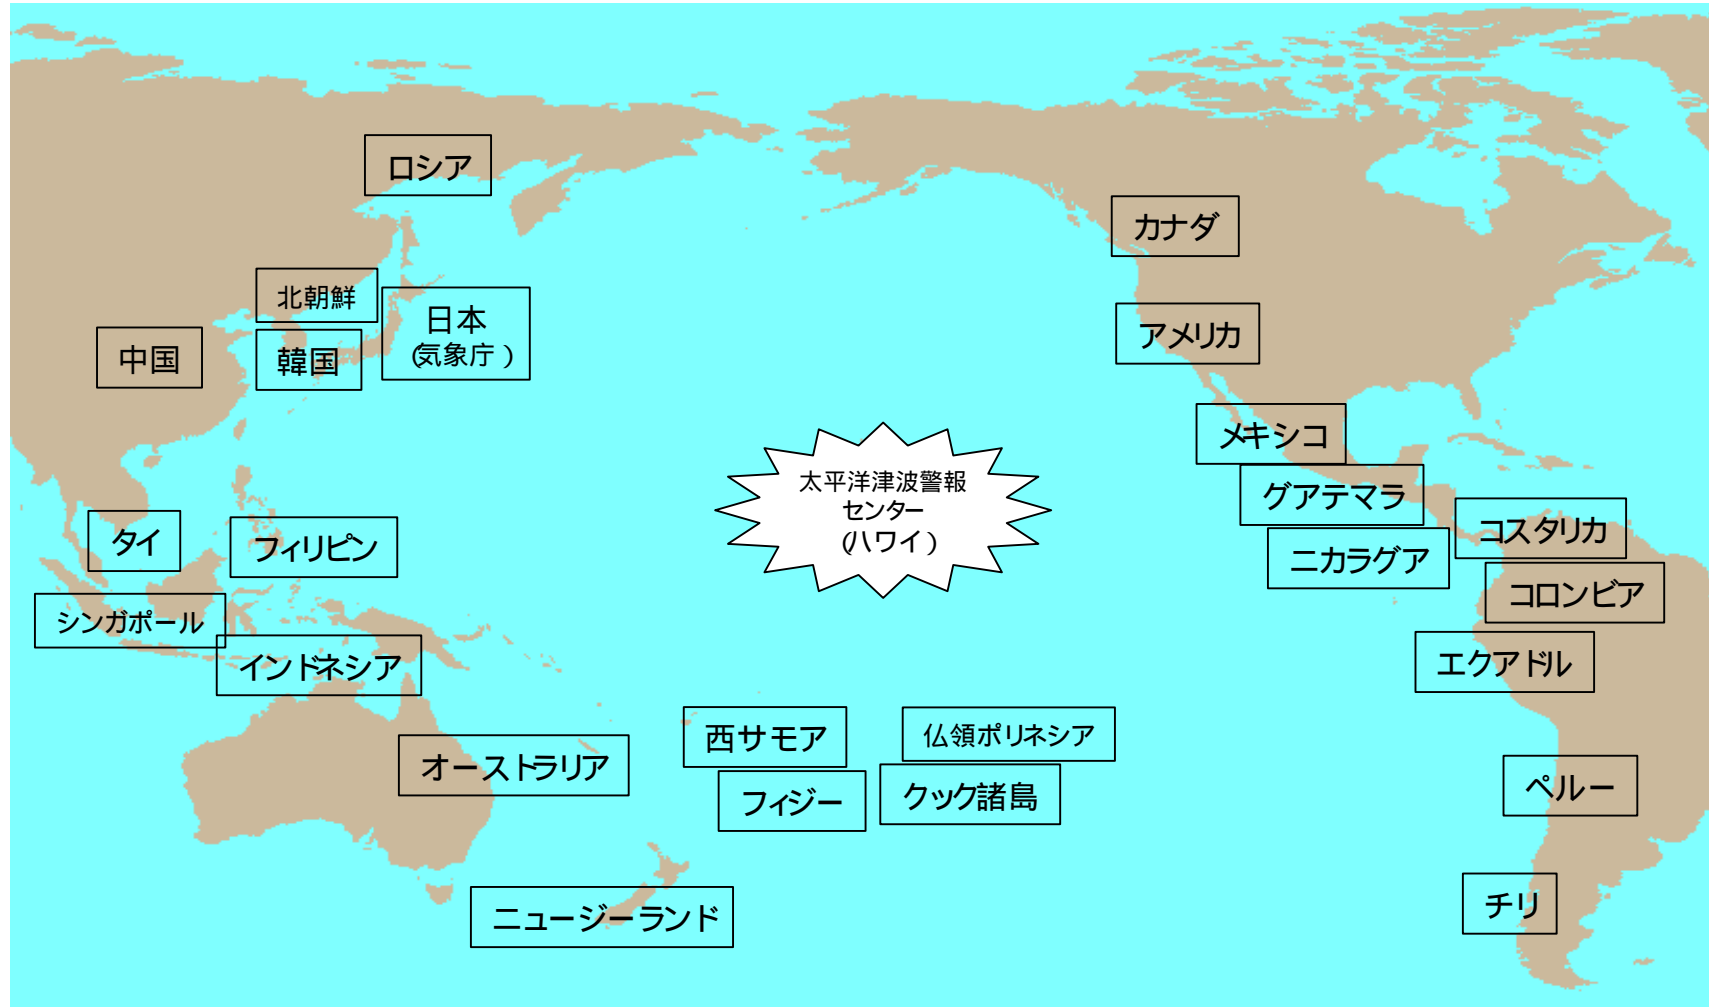 ロシア
カナダ
北朝鮮
日本
(気象庁)
アメリカ
中国
韓国
メキシコ
太平洋津波警報
センター
(ハワイ)
グアテマラ
コスタリカ
タイ
フィリピン
ニカラグア
コロンビア
シンガポール
インドネシア
エクアドル
西サモア
仏領ポリネシア
オーストラリア
フィジー
クック諸島
ペルー
ニュージーランド
チリ